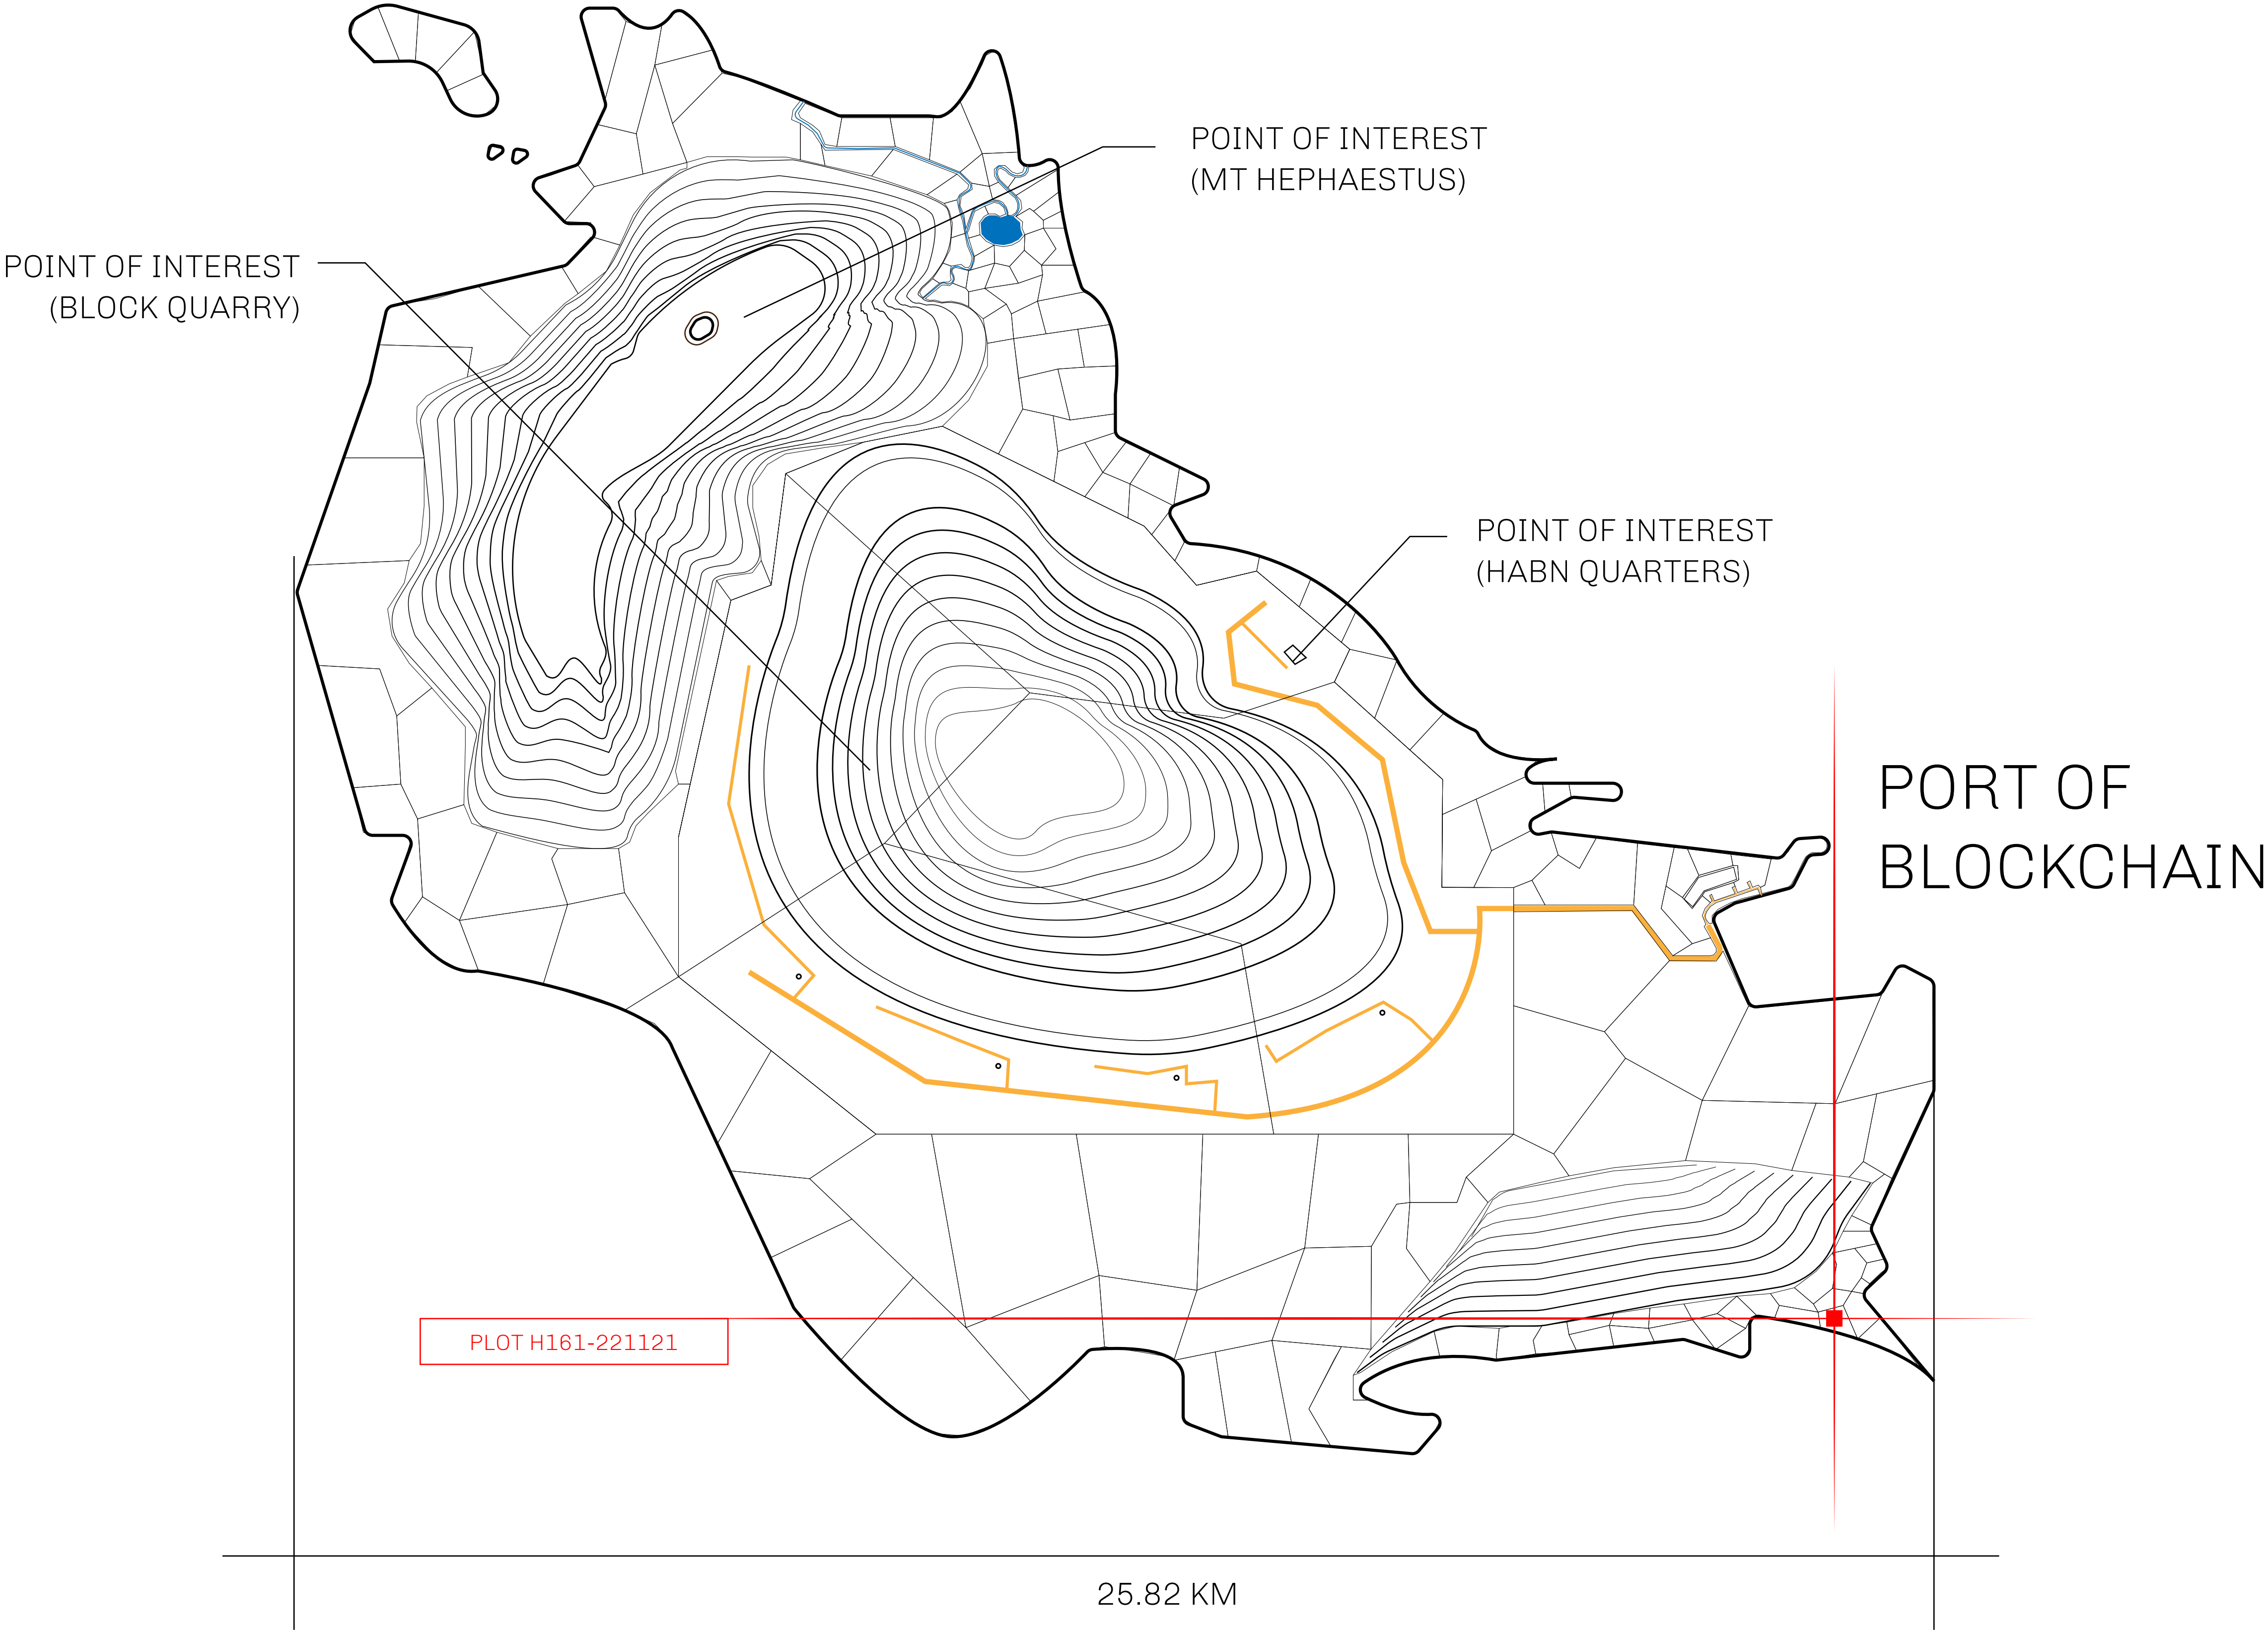 POINT OF INTEREST
(MT HEPHAESTUS)
POINT OF INTEREST
(BLOCK QUARRY)
POINT OF INTEREST
(HABN QUARTERS)
PORT OF
BLOCKCHAIN
PLOT H161-221121
25.82 KM